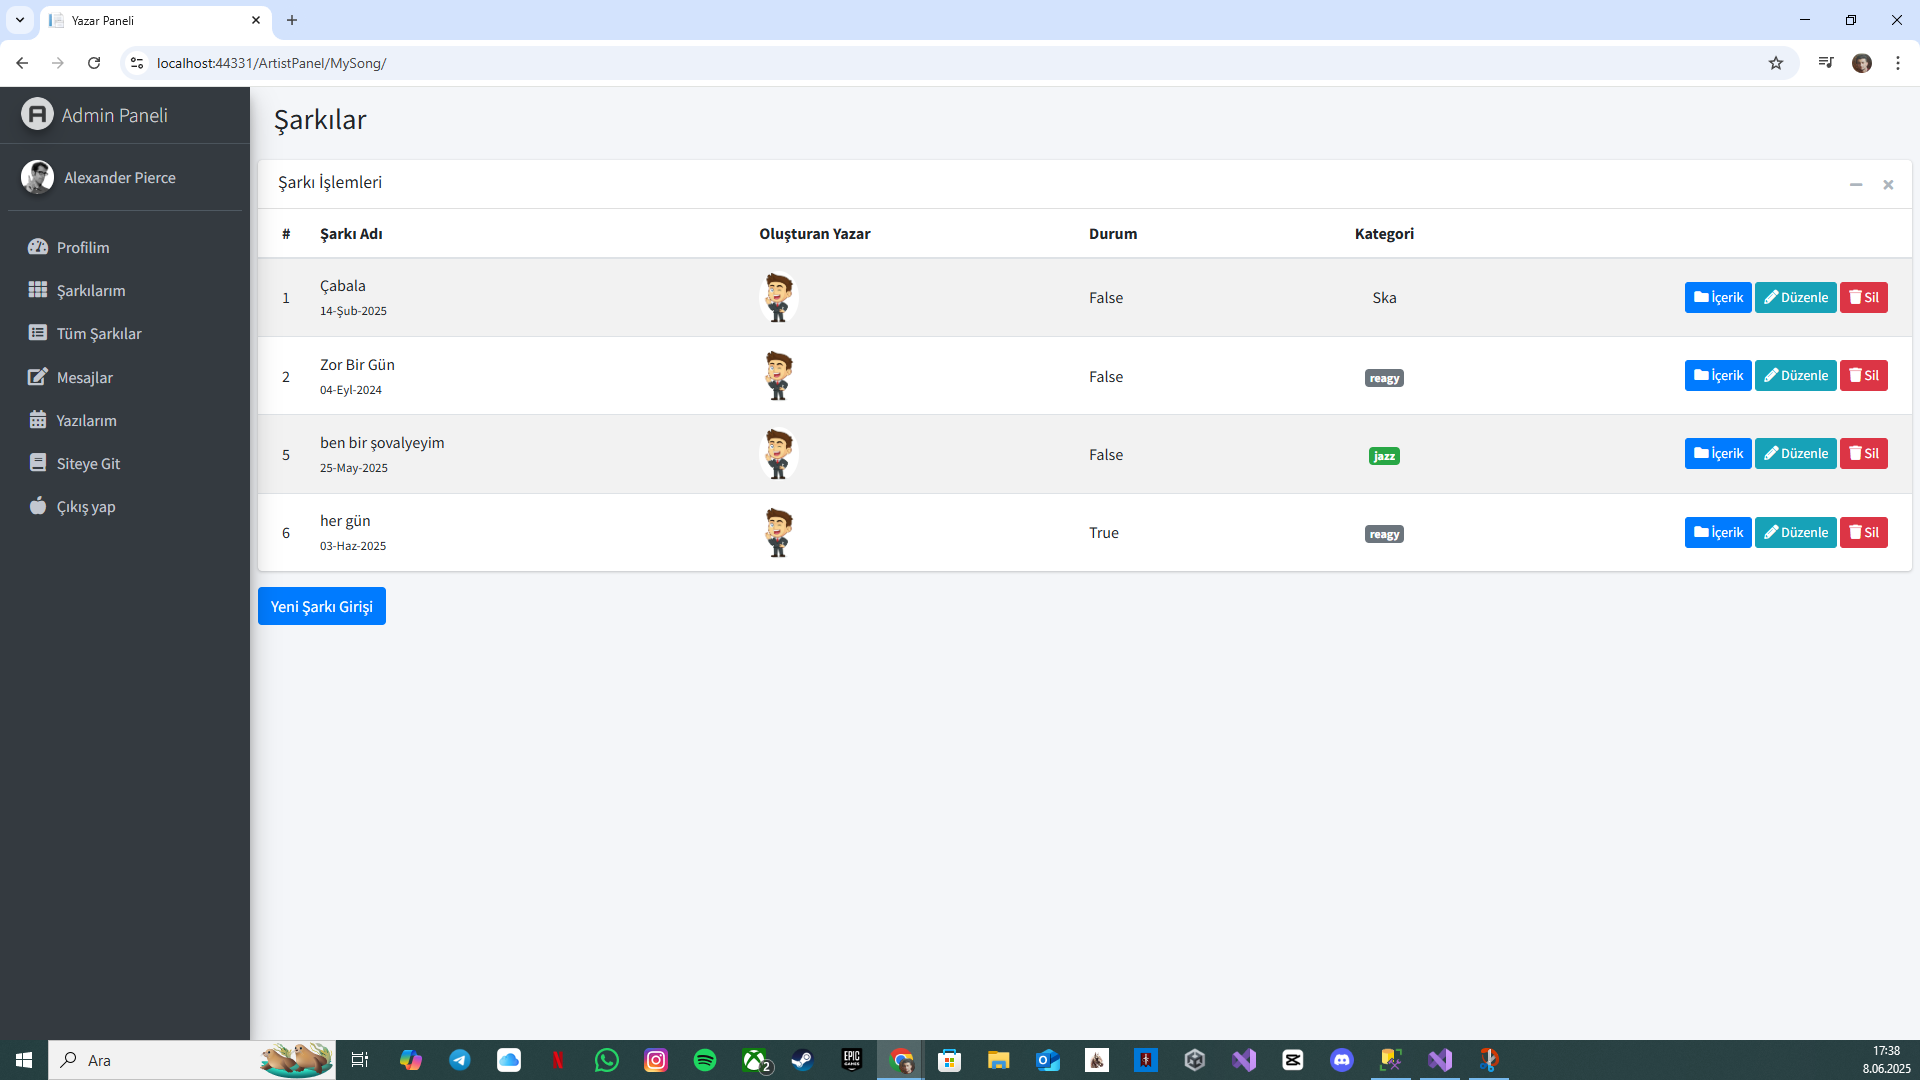 Yazar Paneli
localhost:44331/ArtistPanel/MySong/
Admin Paneli
Alexander Pierce
Profilim
Şarkılarım
Tüm Şarkılar
Mesajlar
Yazılarım
Siteye Git
Çıkış yap
Şarkılar
Şarkı İşlemleri
# Şarkı Adı Oluşturan Yazar Durum Kategori
1 Çabala False Ska İçerik Düzenle Sil
14-Şub-2025
2 Zor Bir Gün False reagy İçerik Düzenle Sil
04-Eyl-2024
5 ben bir şovalyeyim False jazz İçerik Düzenle Sil
25-May-2025
6 her gün True reagy İçerik Düzenle Sil
03-Haz-2025
Yeni Şarkı Girişi
Ara
2
EPIC
GAMES
17:38
8.06.2025